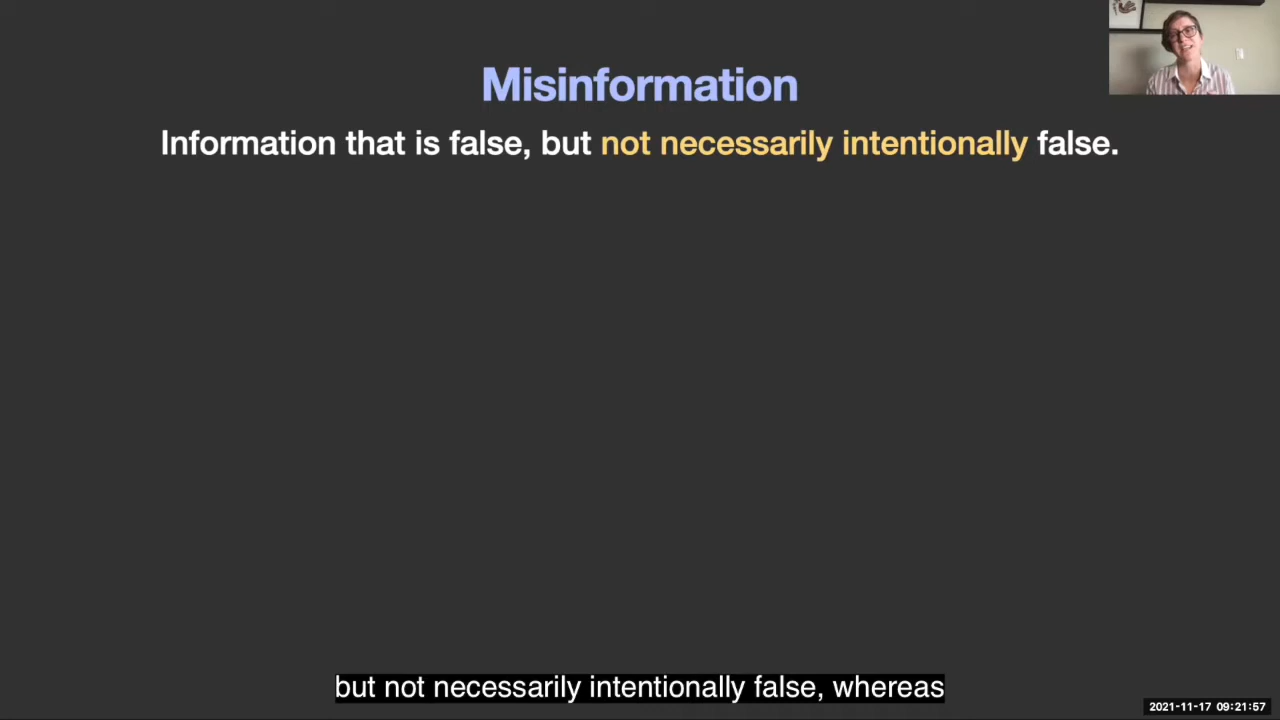 Misinformation
Information that is false, but not necessarily intentionally false.
but not necessarily intentionally false, whereas
2021-11-17 09:21:57